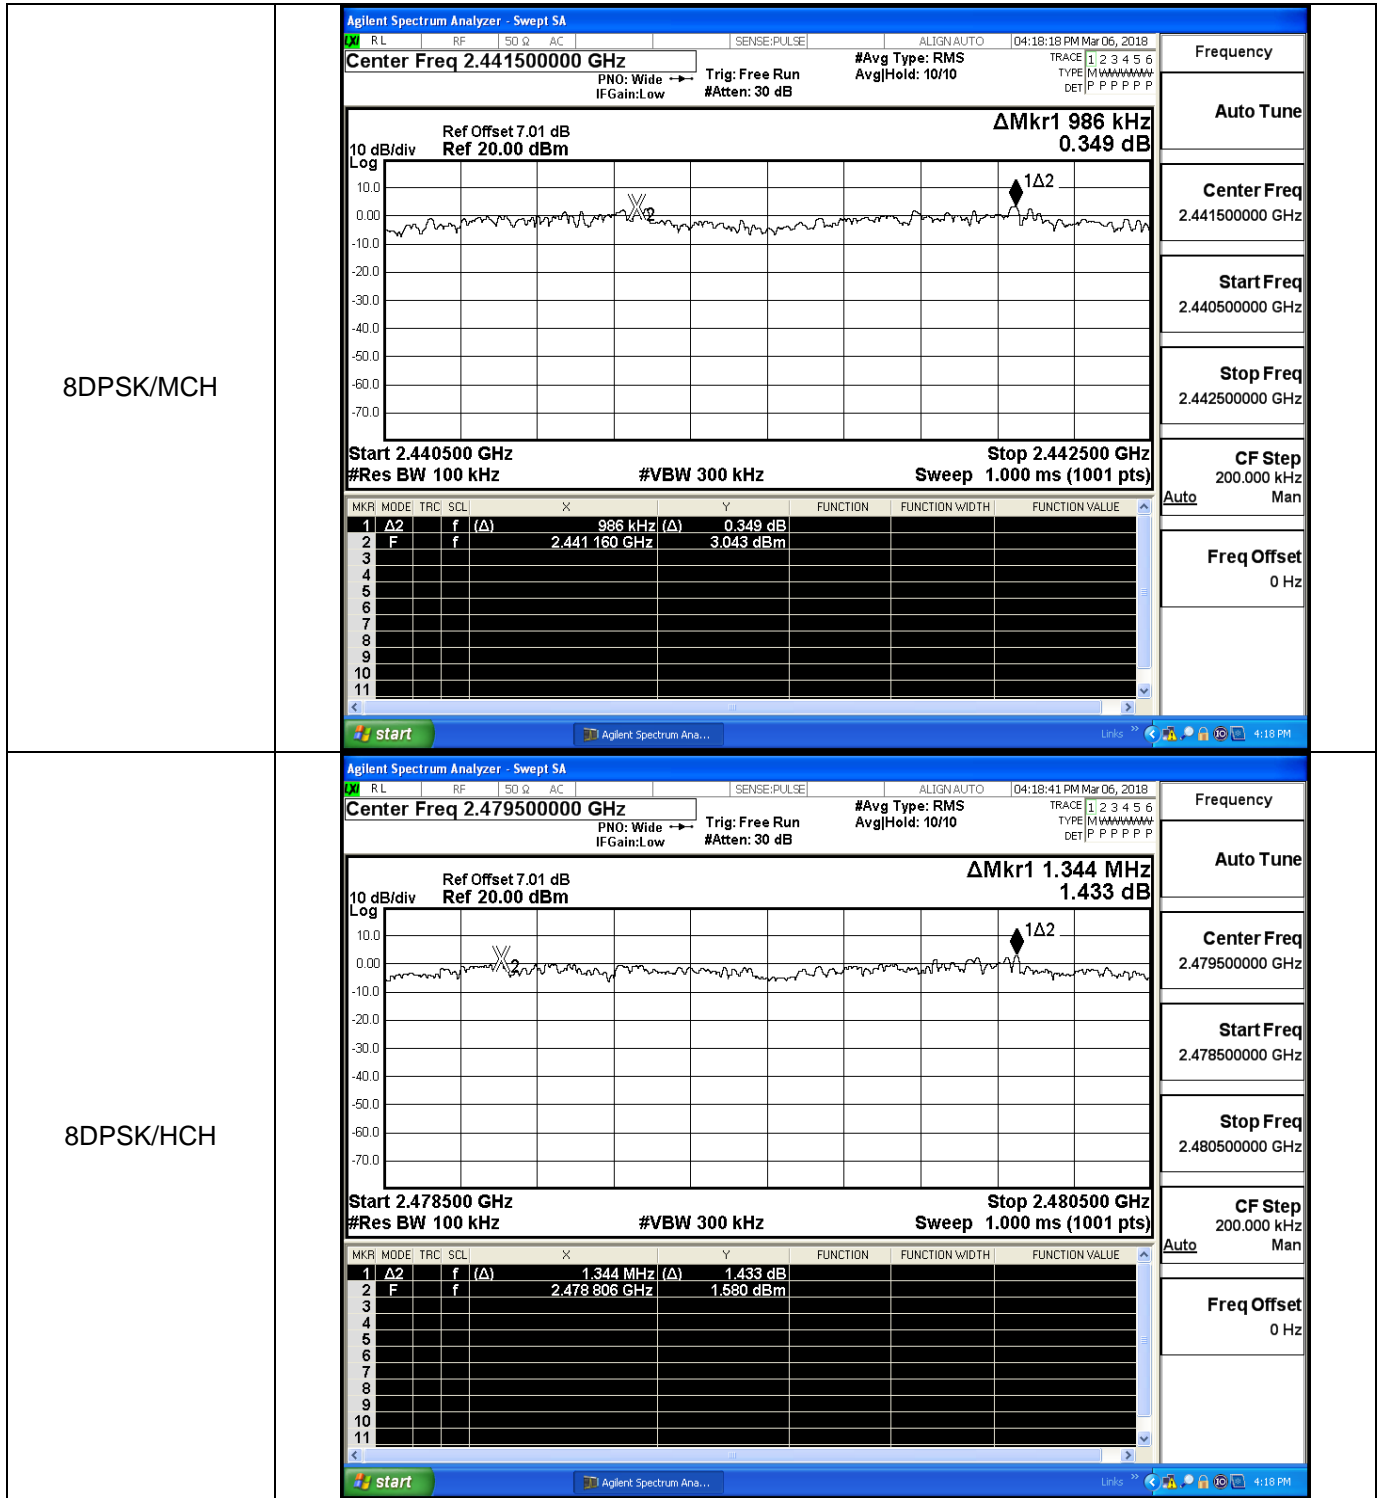 8DPSK/MCH
Agilent Spectrum Analyzer - Swept SA
LXI RL RF 50 Ω AC SENSE:PULSE ALIGN AUTO 04:18:18 PM Mar 06, 2018
Center Freq 2.441500000 GHz
#Avg Type: RMS
TRACE 1 2 3 4 5 6
PNO: Wide Trig: Free Run Avg|Hold: 10/10 TYPE M
IFGain:Low #Atten: 30 dB DET P P P P P P
ΔMkr1 986 kHz
0.349 dB
Ref Offset 7.01 dB
10 dB/div Ref 20.00 dBm
Log
10.0
0.00
-10.0
-20.0
-30.0
-40.0
-50.0
-60.0
-70.0
2
1Δ2
Start 2.440500 GHz Stop 2.442500 GHz
#Res BW 100 kHz #VBW 300 kHz Sweep 1.000 ms (1001 pts)
MKR MODE TRC SCL X Y FUNCTION FUNCTION WIDTH FUNCTION VALUE
1 Δ2 f (Δ) 986 kHz (Δ) 0.349 dB
2 F f 2.441 160 GHz 3.043 dBm
3
4
5
6
7
8
9
10
11
Frequency
Auto Tune
Center Freq
2.441500000 GHz
Start Freq
2.440500000 GHz
Stop Freq
2.442500000 GHz
CF Step
200.000 kHz
Auto Man
Freq Offset
0 Hz
start Agilent Spectrum Ana... Links » 4:18 PM
8DPSK/HCH
Agilent Spectrum Analyzer - Swept SA
LXI RL RF 50 Ω AC SENSE:PULSE ALIGN AUTO 04:18:41 PM Mar 06, 2018
Center Freq 2.479500000 GHz
#Avg Type: RMS
TRACE 1 2 3 4 5 6
PNO: Wide Trig: Free Run Avg|Hold: 10/10 TYPE M
IFGain:Low #Atten: 30 dB DET P P P P P P
ΔMkr1 1.344 MHz
1.433 dB
Ref Offset 7.01 dB
10 dB/div Ref 20.00 dBm
Log
10.0
0.00
-10.0
-20.0
-30.0
-40.0
-50.0
-60.0
-70.0
2
1Δ2
Start 2.478500 GHz Stop 2.480500 GHz
#Res BW 100 kHz #VBW 300 kHz Sweep 1.000 ms (1001 pts)
MKR MODE TRC SCL X Y FUNCTION FUNCTION WIDTH FUNCTION VALUE
1 Δ2 f (Δ) 1.344 MHz (Δ) 1.433 dB
2 F f 2.478 806 GHz 1.580 dBm
3
4
5
6
7
8
9
10
11
Frequency
Auto Tune
Center Freq
2.479500000 GHz
Start Freq
2.478500000 GHz
Stop Freq
2.480500000 GHz
CF Step
200.000 kHz
Auto Man
Freq Offset
0 Hz
start Agilent Spectrum Ana... Links » 4:18 PM